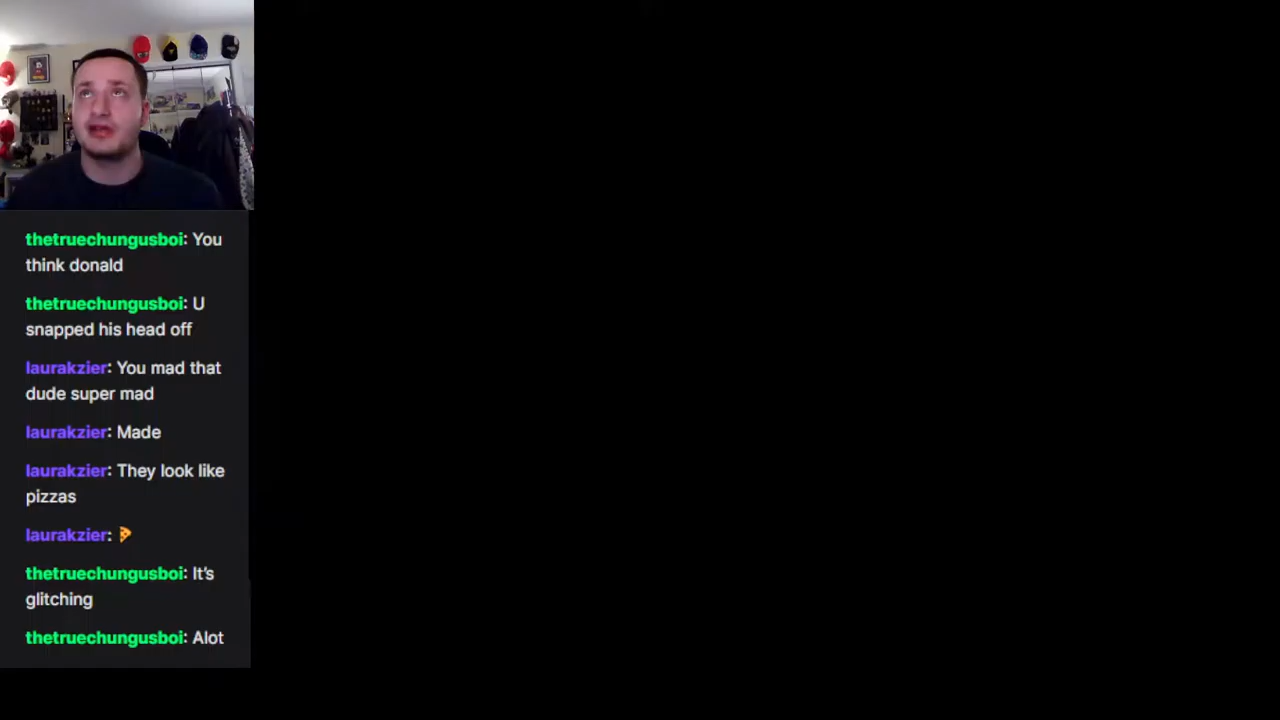 thetruechungusboi: You
think donald
thetruechungusboi: U
snapped his head off
laurakzier: You mad that
dude super mad
laurakzier: Made
laurakzier: They look like
pizzas
laurakzier: 🍕
thetruechungusboi: It's
glitching
thetruechungusboi: Alot